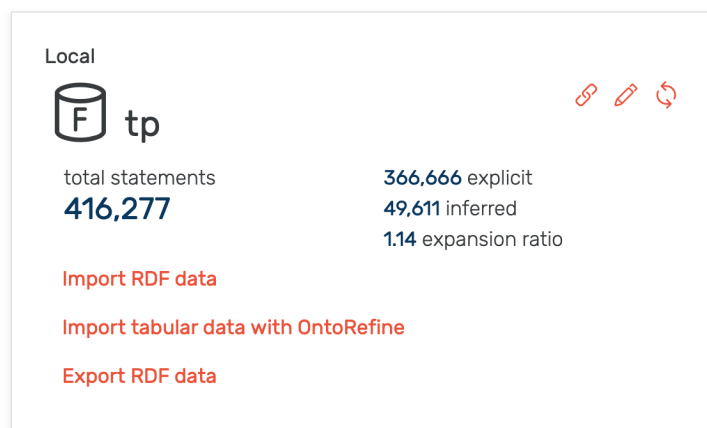 Local
F tp
total statements
416,277
366,666 explicit
49,611 inferred
1.14 expansion ratio
Import RDF data
Import tabular data with OntoRefine
Export RDF data